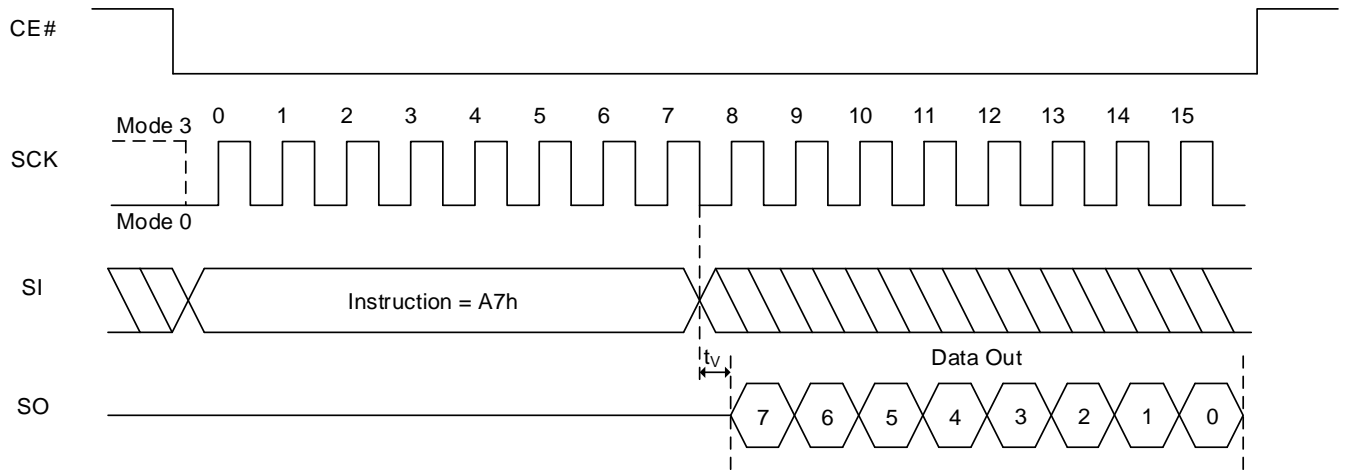 CE#
Mode 3 0 1 2 3 4 5 6 7 8 9 10 11 12 13 14 15
SCK
Mode 0
SI
Instruction = A7h
tV Data Out
SO
7 6 5 4 3 2 1 0